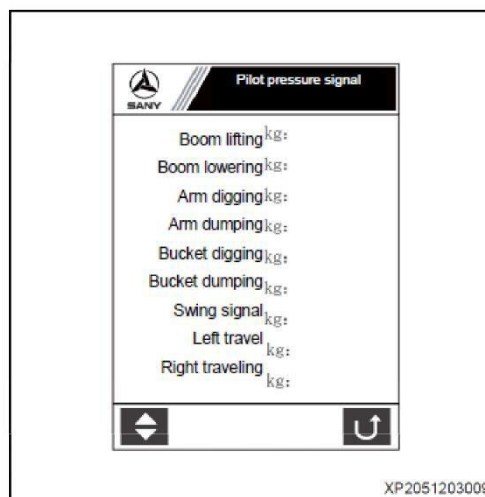 SANY
Pilot pressure signal
Boom lifting kg:
Boom lowering kg:
Arm digging kg:
Arm dumping kg:
Bucket digging kg:
Bucket dumping kg:
Swing signal kg:
Left travel kg:
Right traveling kg:
XP2051203009